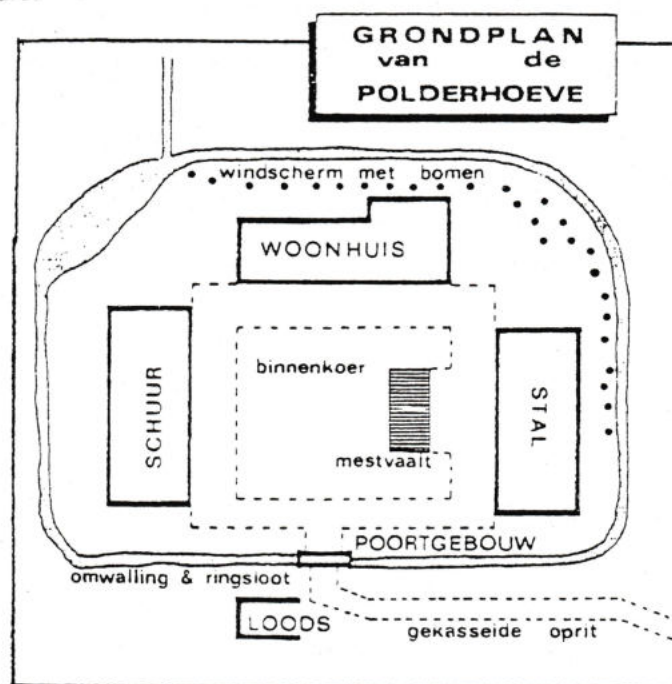 GRONDPLAN
van de
POLDERHOEVE
windscherm met bomen
WOONHUIS
binnenkoer
SCHUUR
STAL
mestvaalt
POORTGEBOUW
omwalling & ringsloot
LOODS
gekasseide oprit